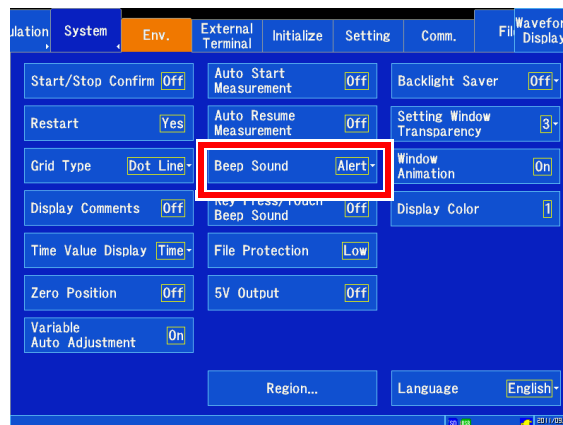 System
Env.
External
Terminal
Initialize
Setting
Comm.
Display
Start/Stop Confirm Off
Auto Start
Measurement Off
Backlight Saver Off
Restart Yes
Auto Resume
Measurement Off
Setting Window
Transparency 3
Grid Type Dot Line
Beep Sound Alert
Window
Animation On
Display Comments Off
Key Press/Touch
Beep Sound Off
Display Color 1
Time Value Display Time
File Protection Low
Zero Position Off
5V Output Off
Variable
Auto Adjustment On
Region...
Language English